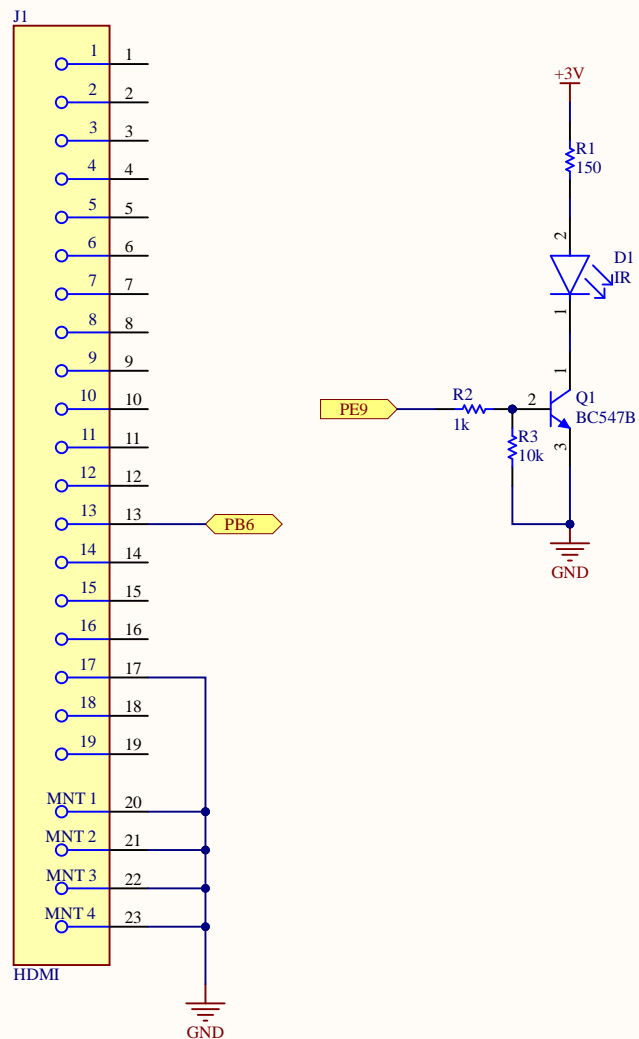 J1
1 1
2 2
3 3
4 4
5 5
6 6
7 7
8 8
9 9
10 10
11 11
12 12
13 13
PB6
14 14
15 15
16 16
17 17
18 18
19 19
MNT 1 20
MNT 2 21
MNT 3 22
MNT 4 23
HDMI
GND
+3V
R1
150
2
D1
IR
1
1
PE9
R2
1k
2
Q1
BC547B
R3
10k
3
GND